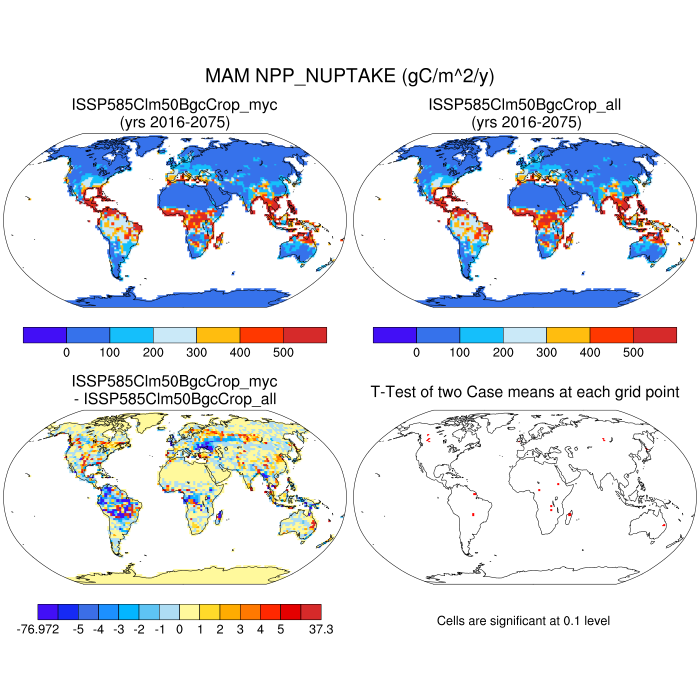 MAM NPP_NUPTAKE (gC/m^2/y)
ISSP585Clm50BgcCrop_myc
(yrs 2016-2075)
ISSP585Clm50BgcCrop_all
(yrs 2016-2075)
0 100 200 300 400 500
0 100 200 300 400 500
ISSP585Clm50BgcCrop_myc
- ISSP585Clm50BgcCrop_all
T-Test of two Case means at each grid point
-76.972 -5 -4 -3 -2 -1 0 1 2 3 4 5 37.3
Cells are significant at 0.1 level